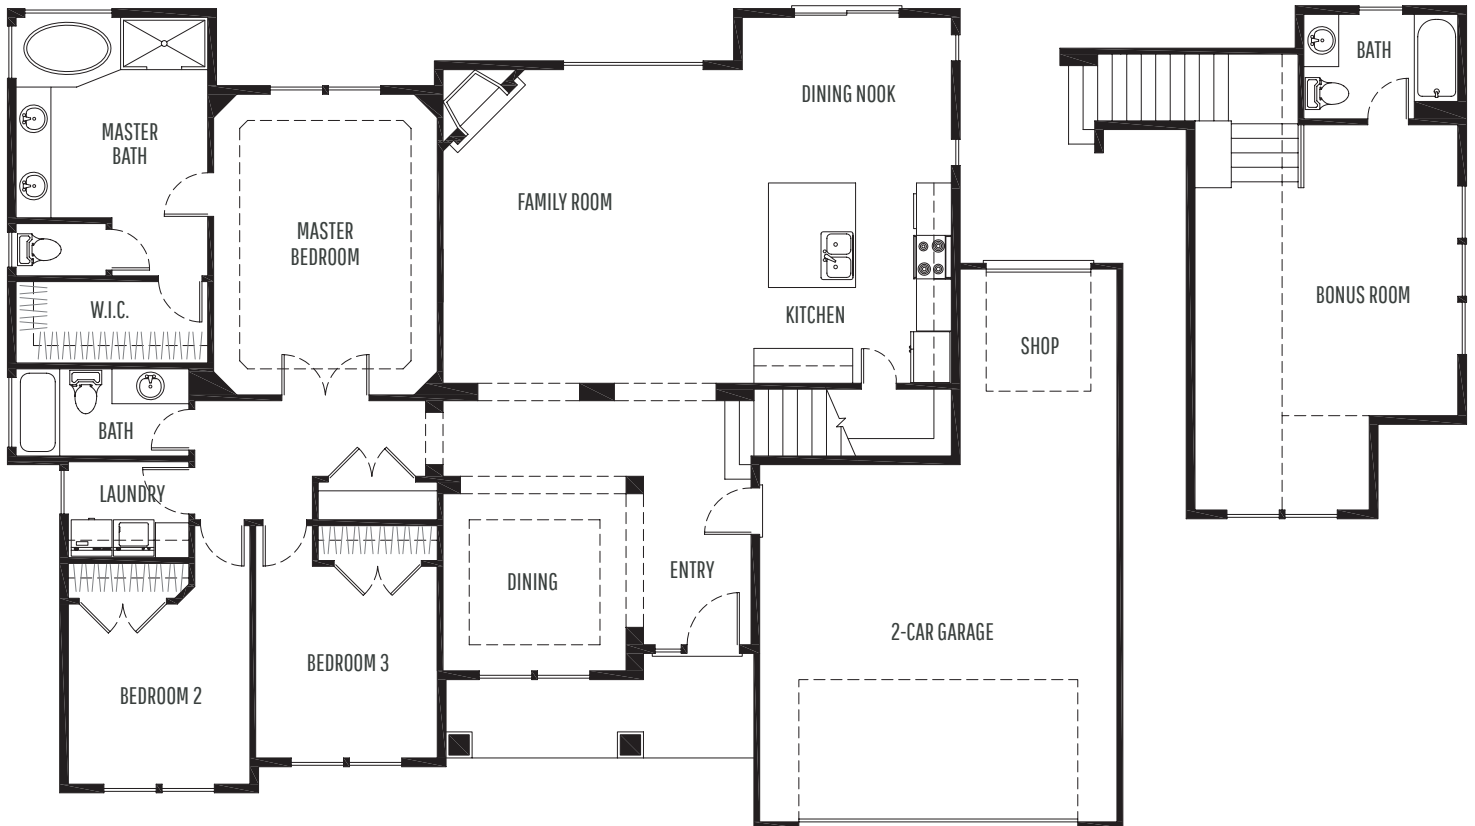 MASTER
BATH
MASTER
BEDROOM
W.I.C.
BATH
LAUNDRY
BEDROOM 2
BEDROOM 3
DINING
ENTRY
FAMILY ROOM
DINING NOOK
KITCHEN
SHOP
2-CAR GARAGE
BATH
BONUS ROOM